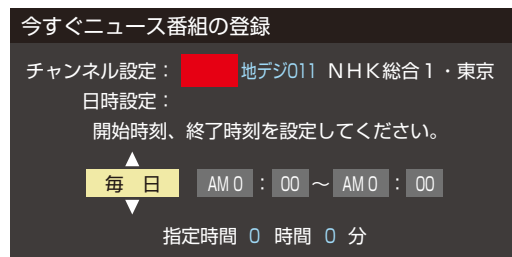 今すぐニュース番組の登録
チャンネル設定： 地デジ011 ＮＨＫ総合１・東京
日時設定：
開始時刻、終了時刻を設定してください。
毎 日 AM 0 : 00 ～ AM 0 : 00
指定時間 0 時間 0 分